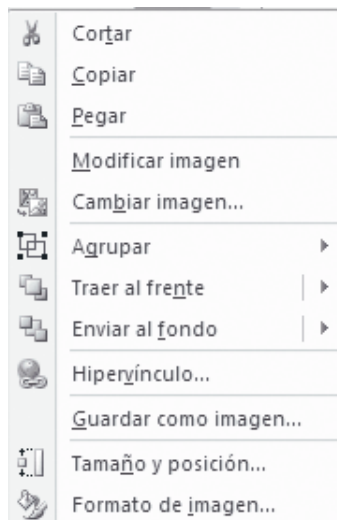 Cortar
Copiar
Pegar
Modificar imagen
Cambiar imagen...
Agrupar
Traer al frente
Enviar al fondo
Hipervínculo...
Guardar como imagen...
Tamaño y posición...
Formato de imagen...